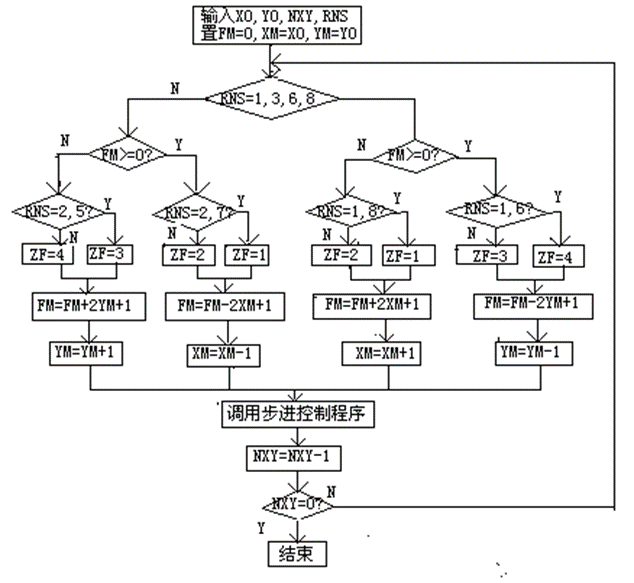 输入X0, Y0, NXY, RNS
置FM=0, XM=X0, YM=Y0
N
RNS=1,3,6,8
N
FM>=0?
Y
N
FM>=0?
Y
RNS=2,5?
Y
N
RNS=2,7?
Y
N
RNS=1,8?
Y
N
RNS=1,6?
Y
N
ZF=4
ZF=3
ZF=2
ZF=1
ZF=2
ZF=1
ZF=3
ZF=4
FM=FM+2YM+1
FM=FM-2XM+1
FM=FM+2XM+1
FM=FM-2YM+1
YM=YM+1
XM=XM-1
XM=XM+1
YM=YM-1
调用步进控制程序
NXY=NXY-1
NXY=0?
N
Y
结束